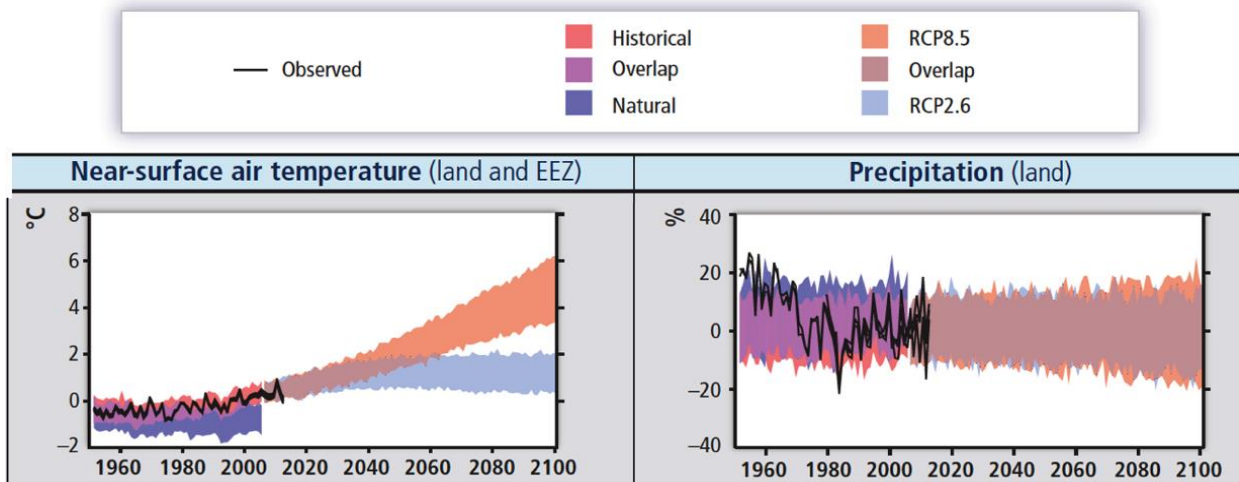 Observed
Historical
Overlap
Natural
RCP8.5
Overlap
RCP2.6
Near-surface air temperature (land and EEZ)
Precipitation (land)
°C
8
6
4
2
0
−2
1960 1980 2000 2020 2040 2060 2080 2100
%
40
20
0
−20
−40
1960 1980 2000 2020 2040 2060 2080 2100